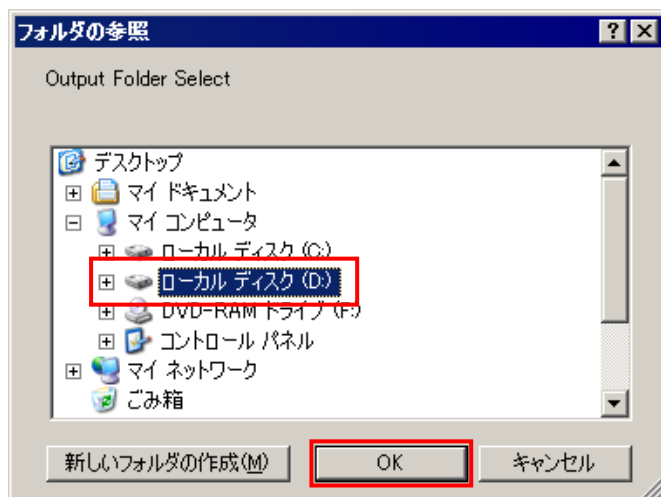 フォルダの参照
Output Folder Select
デスクトップ
マイ ドキュメント
マイ コンピュータ
ローカル ディスク (C:)
ローカル ディスク (D:)
DVD-RAM ドライブ (F:)
コントロール パネル
マイ ネットワーク
ごみ箱
新しいフォルダの作成(M)
OK
キャンセル